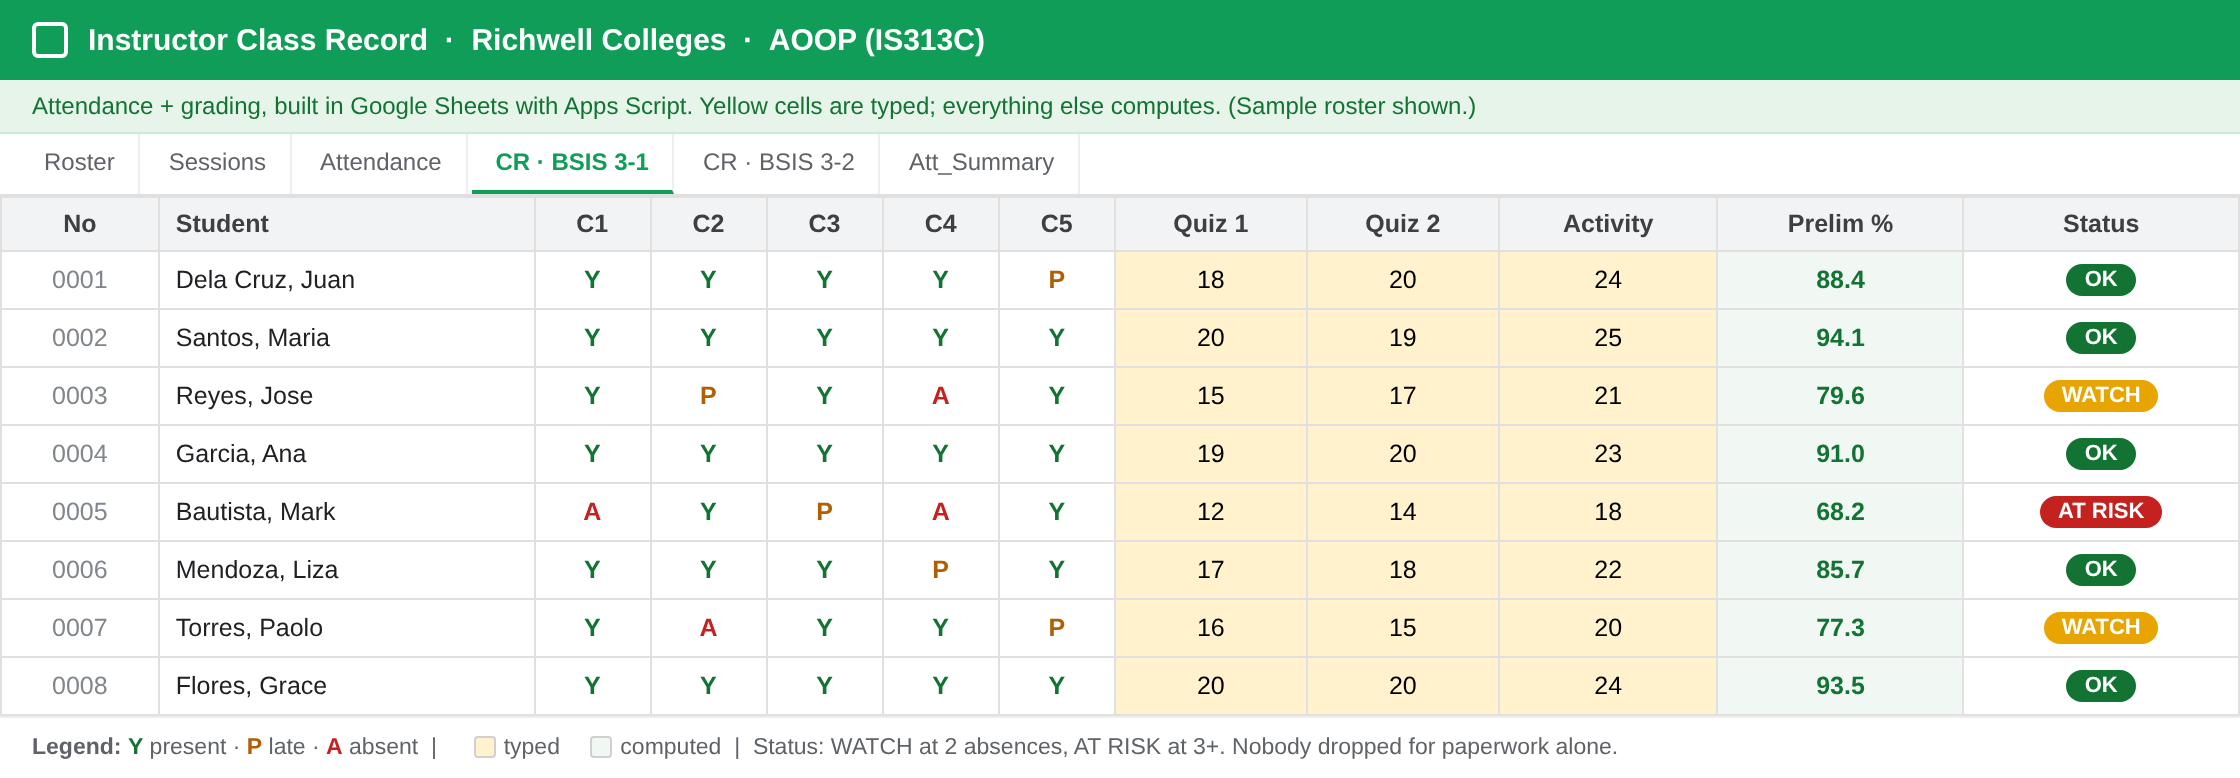 Instructor Class Record · Richwell Colleges · AOOP (IS313C)
Attendance + grading, built in Google Sheets with Apps Script. Yellow cells are typed; everything else computes. (Sample roster shown.)
Roster Sessions Attendance CR · BSIS 3-1 CR · BSIS 3-2 Att_Summary
No Student C1 C2 C3 C4 C5 Quiz 1 Quiz 2 Activity Prelim % Status
0001 Dela Cruz, Juan Y Y Y Y P 18 20 24 88.4 OK
0002 Santos, Maria Y Y Y Y Y 20 19 25 94.1 OK
0003 Reyes, Jose Y P Y A Y 15 17 21 79.6 WATCH
0004 Garcia, Ana Y Y Y Y Y 19 20 23 91.0 OK
0005 Bautista, Mark A Y P A Y 12 14 18 68.2 AT RISK
0006 Mendoza, Liza Y Y Y P Y 17 18 22 85.7 OK
0007 Torres, Paolo Y A Y Y P 16 15 20 77.3 WATCH
0008 Flores, Grace Y Y Y Y Y 20 20 24 93.5 OK
Legend: Y present · P late · A absent | typed computed | Status: WATCH at 2 absences, AT RISK at 3+. Nobody dropped for paperwork alone.